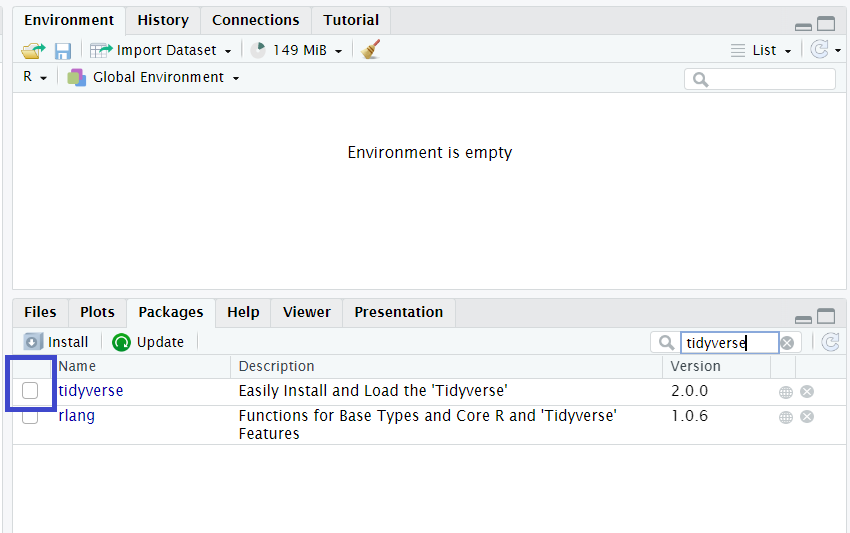 Environment History Connections Tutorial
Import Dataset 149 MiB List
R Global Environment
Environment is empty
Files Plots Packages Help Viewer Presentation
Install Update tidyverse
Name Description Version
tidyverse Easily Install and Load the 'Tidyverse' 2.0.0
rlang Functions for Base Types and Core R and 'Tidyverse' 1.0.6
Features